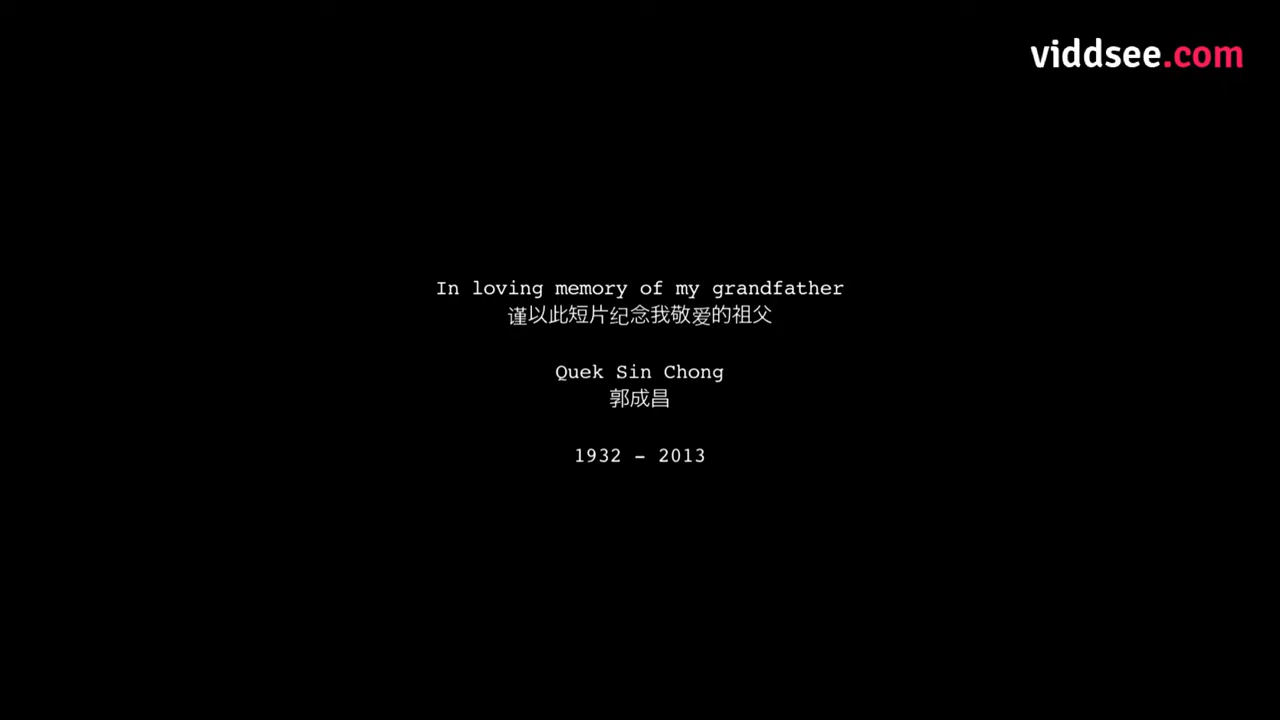 viddsee.com
In loving memory of my grandfather
谨以此短片纪念我敬爱的祖父
Quek Sin Chong
郭成昌
1932 – 2013